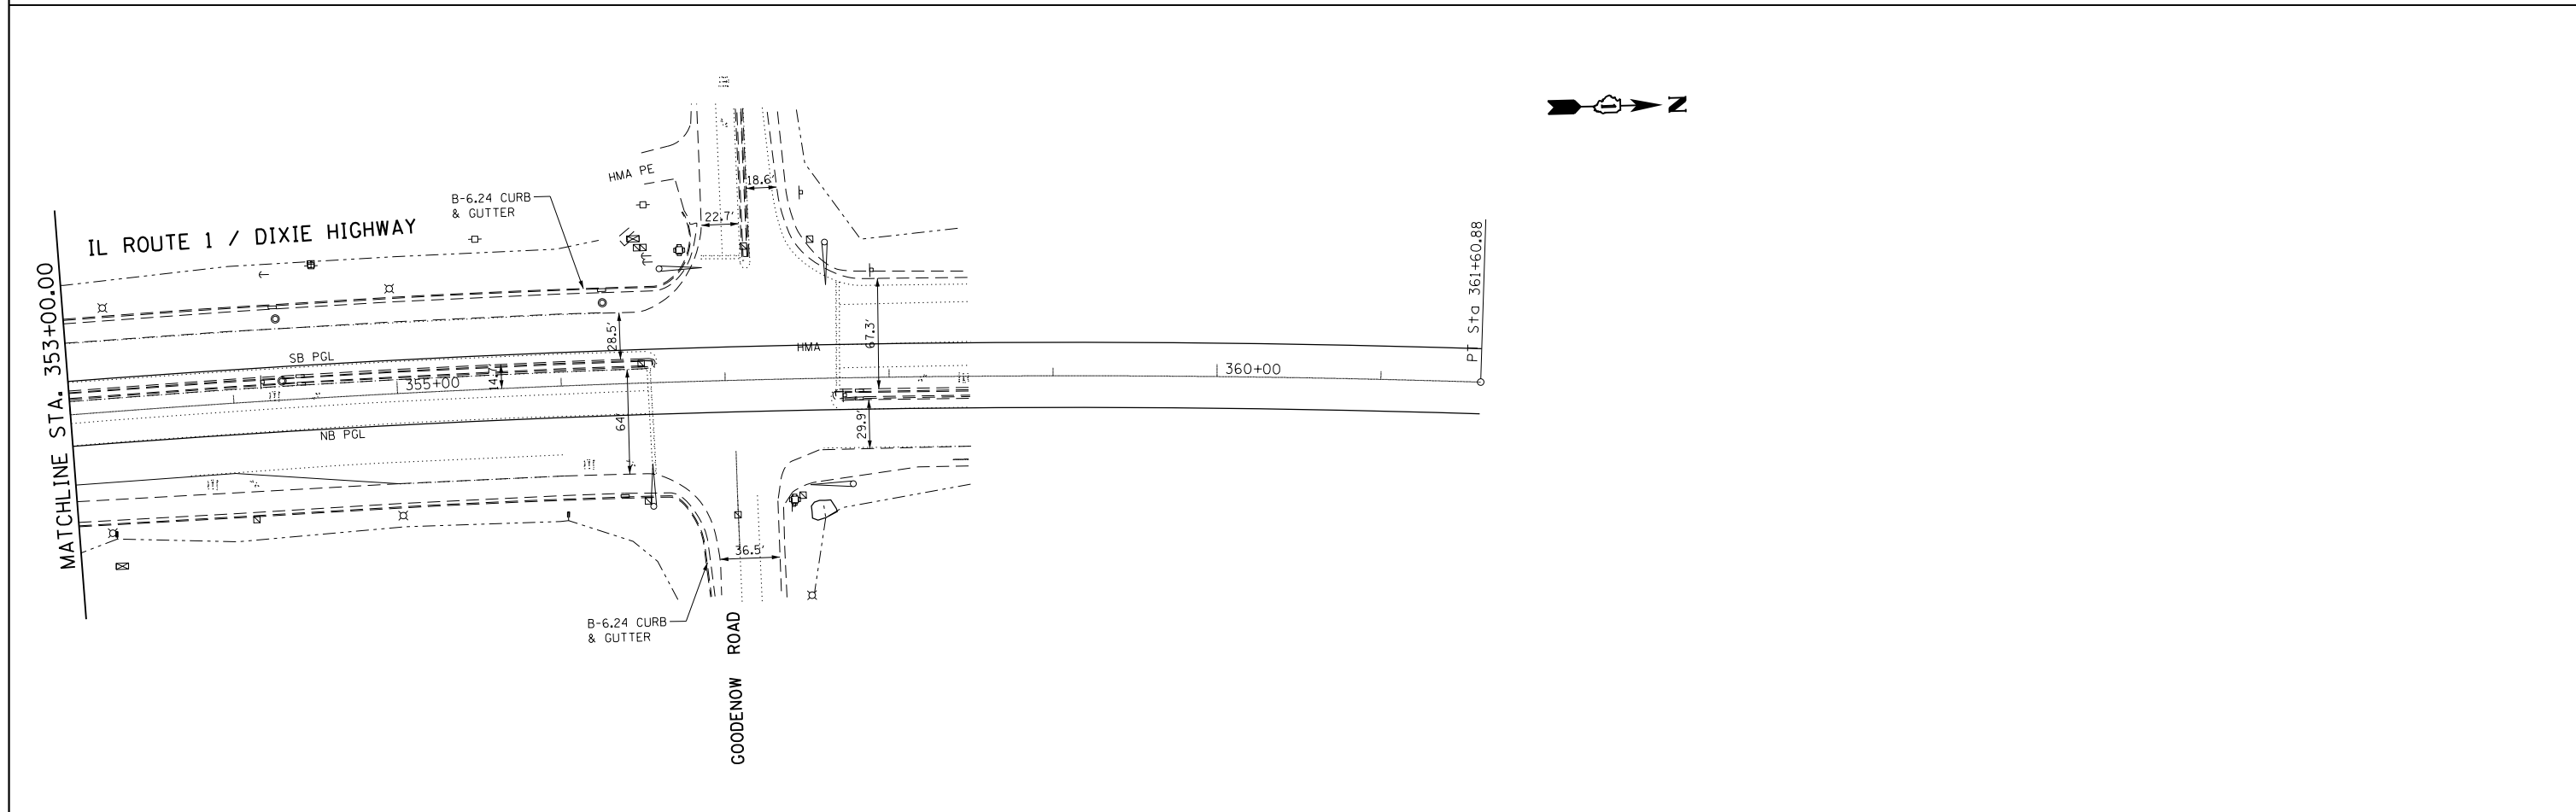 N
HMA PE
18.6'
B-6.24 CURB
& GUTTER
22.7'
IL ROUTE 1 / DIXIE HIGHWAY
MATCHLINE STA. 353+00.00
PT Sta 361+60.88
28.5'
67.3'
HMA
SB PGL
355+00
360+00
64'
29.9'
NB PGL
36.5'
B-6.24 CURB
& GUTTER
GOODENOW ROAD